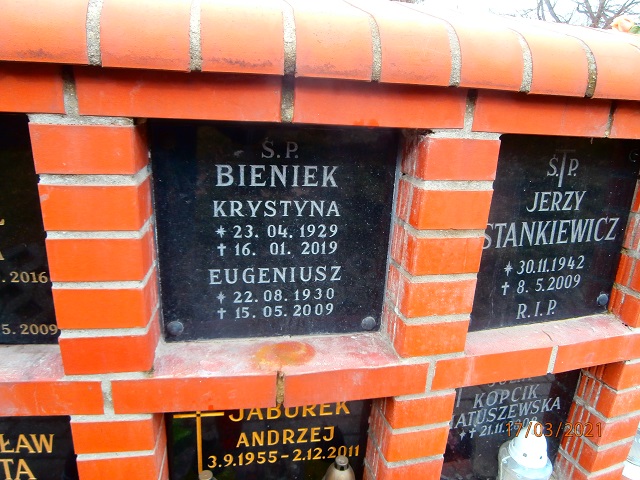 2016
5.2009
Ś.P.
BIENIEK
KRYSTYNA
* 23. 04. 1929
† 16. 01. 2019
EUGENIUSZ
* 22. 08. 1930
† 15. 05. 2009
Ś.P.
JERZY
STANKIEWICZ
* 30.11.1942
† 8.5.2009
R.I.P.
JABUREK
ANDRZEJ
3.9.1955 - 2.12.2011
KOPCIK
MATUSZEWSKA
* 21.11.
17/03/2021